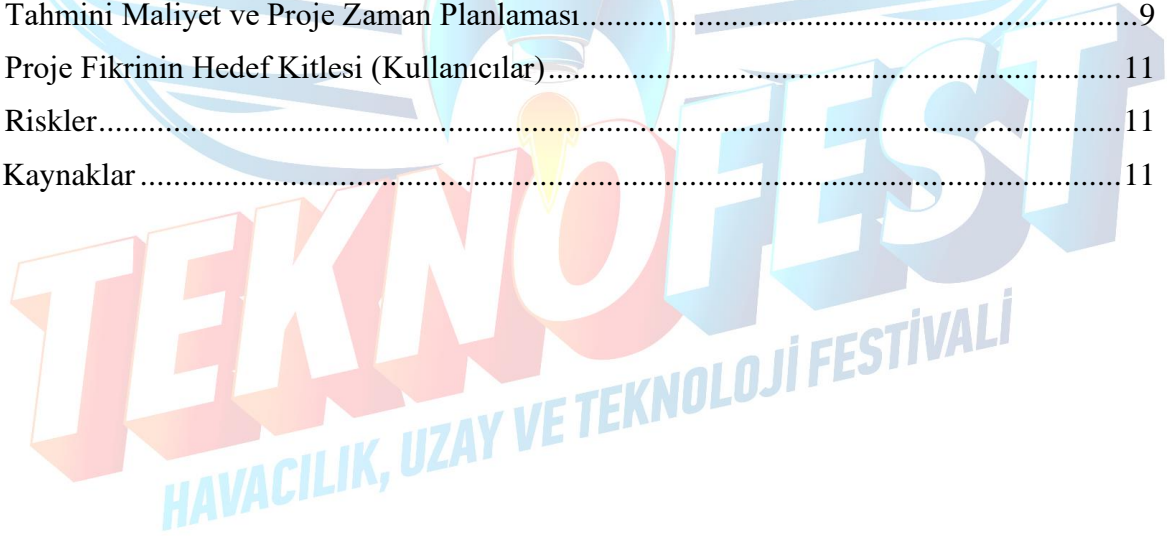 Tahmini Maliyet ve Proje Zaman Planlaması.......................................................................9
Proje Fikrinin Hedef Kitlesi (Kullanıcılar).........................................................................11
Riskler..................................................................................................................................11
Kaynaklar.............................................................................................................................11
TEKNOFEST
HAVACILIK, UZAY VE TEKNOLOJİ FESTİVALİ